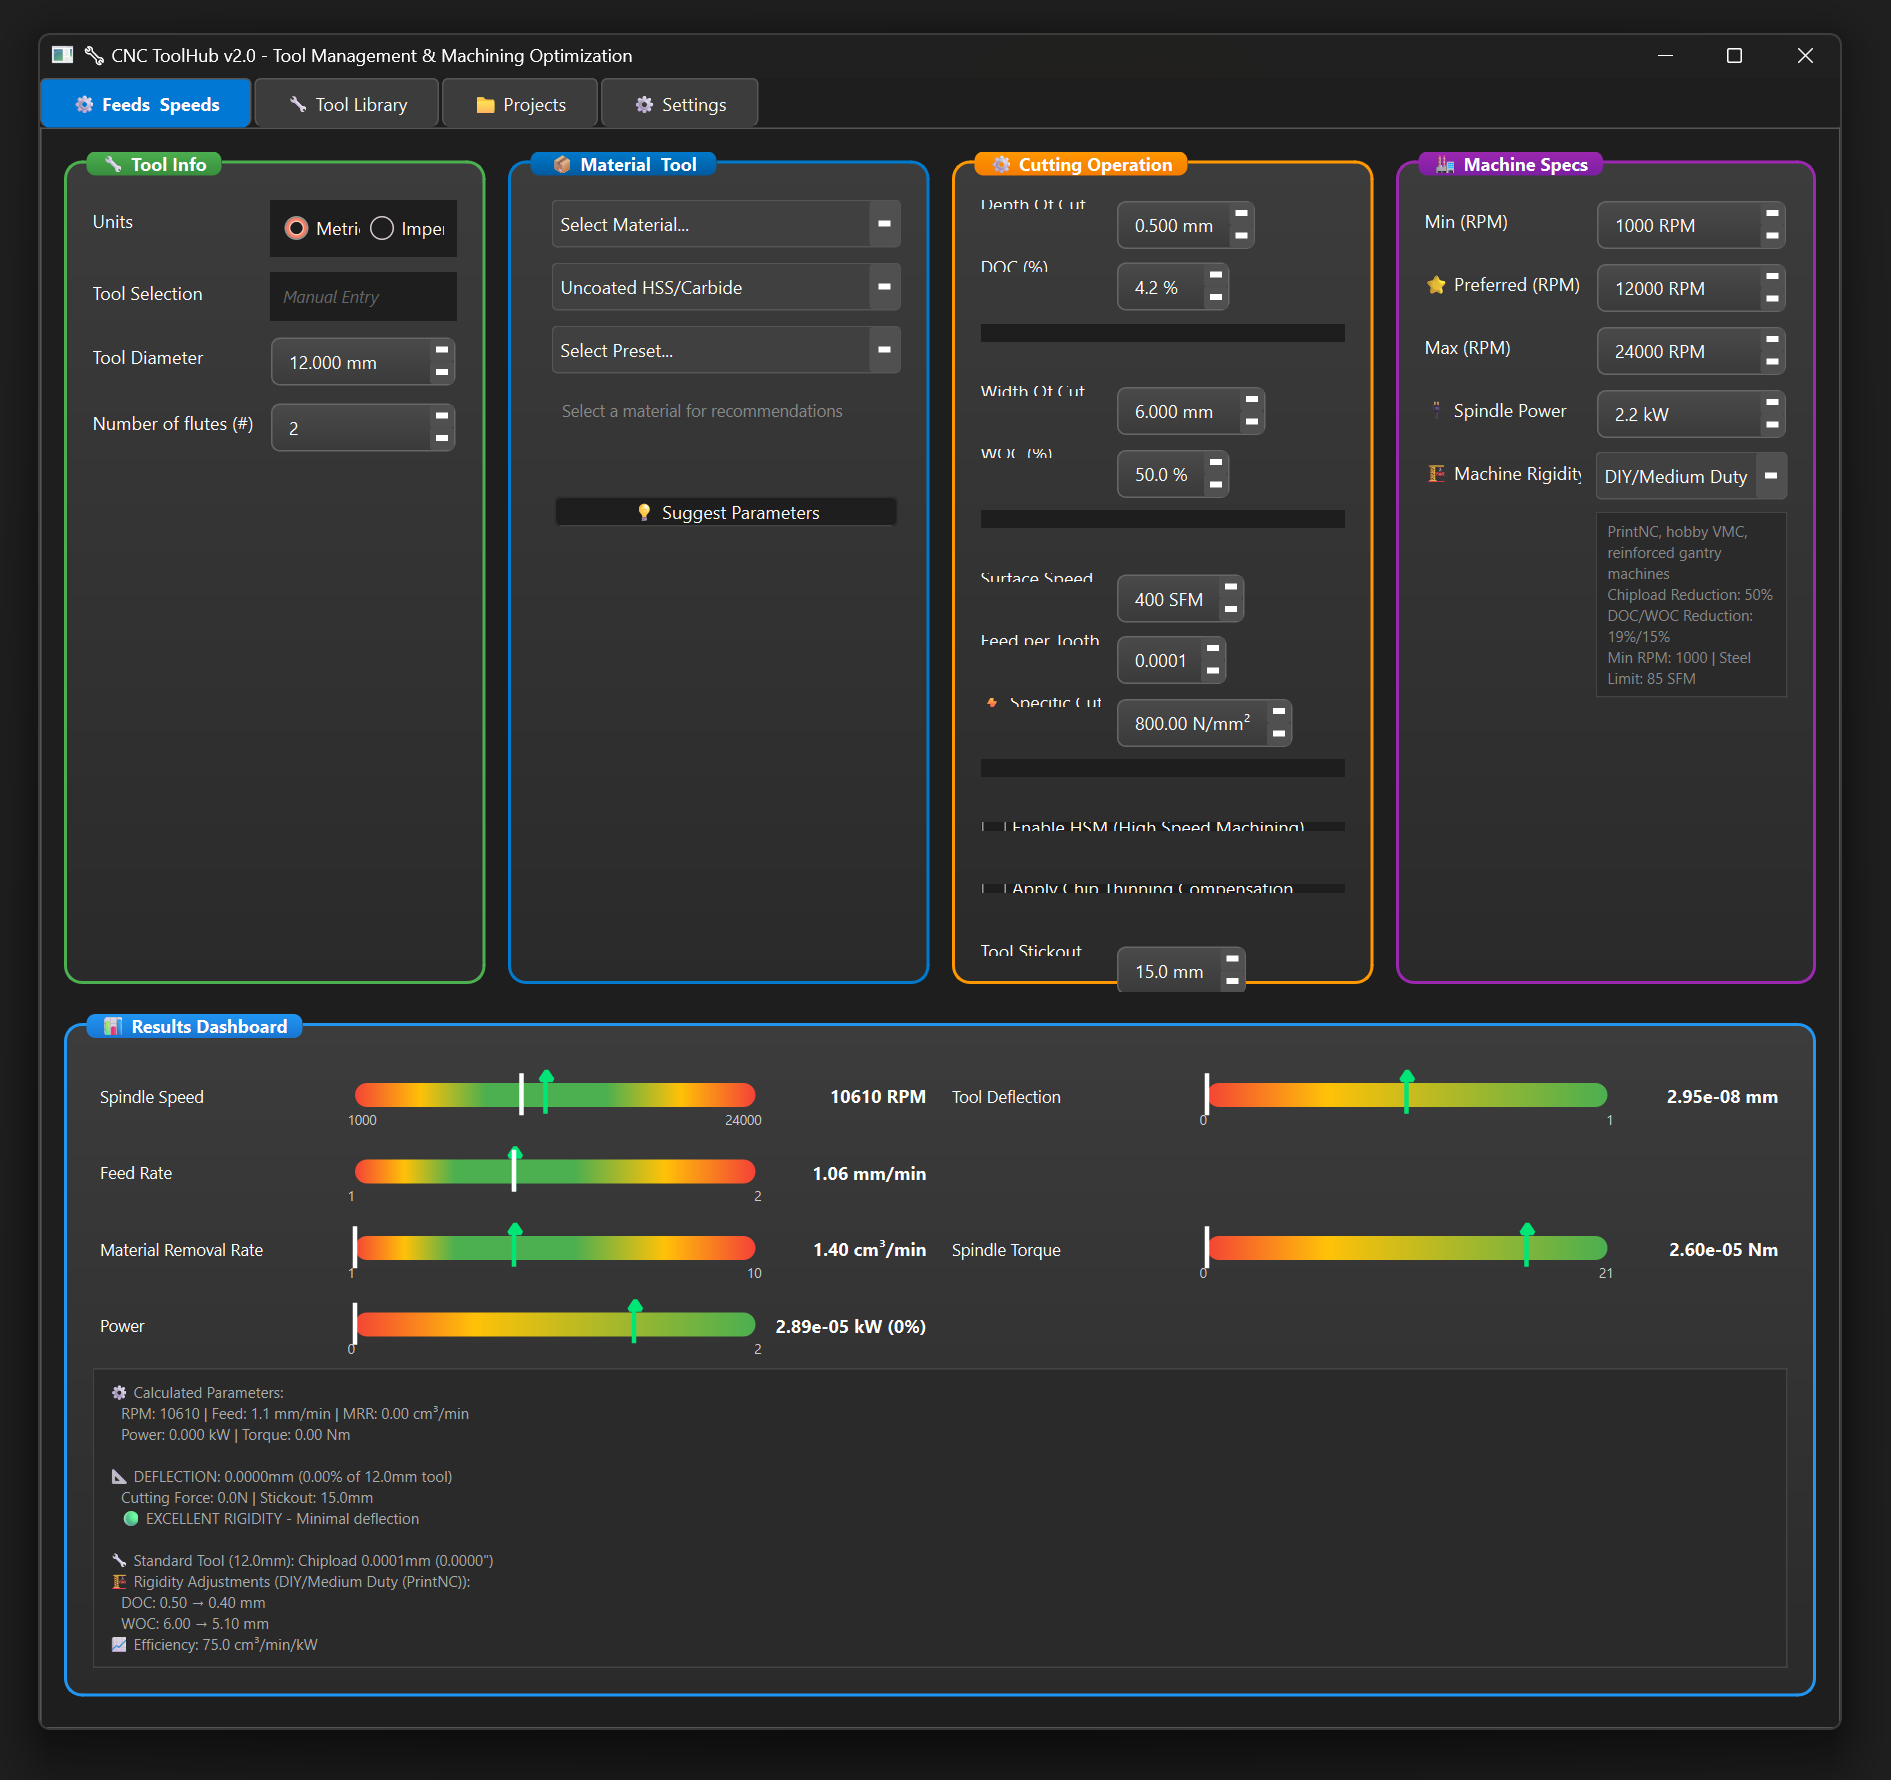 CNC ToolHub v2.0 - Tool Management & Machining Optimization
Feeds Speeds
Tool Library
Projects
Settings
Tool Info
Units
Metri
Imper
Tool Selection
Manual Entry
Tool Diameter
12.000 mm
Number of flutes (#)
2
Material Tool
Select Material...
Uncoated HSS/Carbide
Select Preset...
Select a material for recommendations
Suggest Parameters
Cutting Operation
Depth Of Cut
0.500 mm
DOC (%)
4.2 %
Width Of Cut
6.000 mm
WOC (%)
50.0 %
Surface Speed
400 SFM
Feed per Tooth
0.0001
Specific Cut
800.00 N/mm²
Enable HSM (High Speed Machining)
Apply Chip Thinning Compensation
Tool Stickout
15.0 mm
Machine Specs
Min (RPM)
1000 RPM
Preferred (RPM)
12000 RPM
Max (RPM)
24000 RPM
Spindle Power
2.2 kW
Machine Rigidity
DIY/Medium Duty
PrintNC, hobby VMC,
reinforced gantry
machines
Chipload Reduction: 50%
DOC/WOC Reduction:
19%/15%
Min RPM: 1000 | Steel
Limit: 85 SFM
Results Dashboard
Spindle Speed
1000
24000
10610 RPM
Tool Deflection
0
1
2.95e-08 mm
Feed Rate
1
2
1.06 mm/min
Material Removal Rate
1
10
1.40 cm³/min
Spindle Torque
0
21
2.60e-05 Nm
Power
0
2
2.89e-05 kW (0%)
Calculated Parameters:
RPM: 10610 | Feed: 1.1 mm/min | MRR: 0.00 cm³/min
Power: 0.000 kW | Torque: 0.00 Nm
DEFLECTION: 0.0000mm (0.00% of 12.0mm tool)
Cutting Force: 0.0N | Stickout: 15.0mm
EXCELLENT RIGIDITY - Minimal deflection
Standard Tool (12.0mm): Chipload 0.0001mm (0.0000")
Rigidity Adjustments (DIY/Medium Duty (PrintNC)):
DOC: 0.50 → 0.40 mm
WOC: 6.00 → 5.10 mm
Efficiency: 75.0 cm³/min/kW